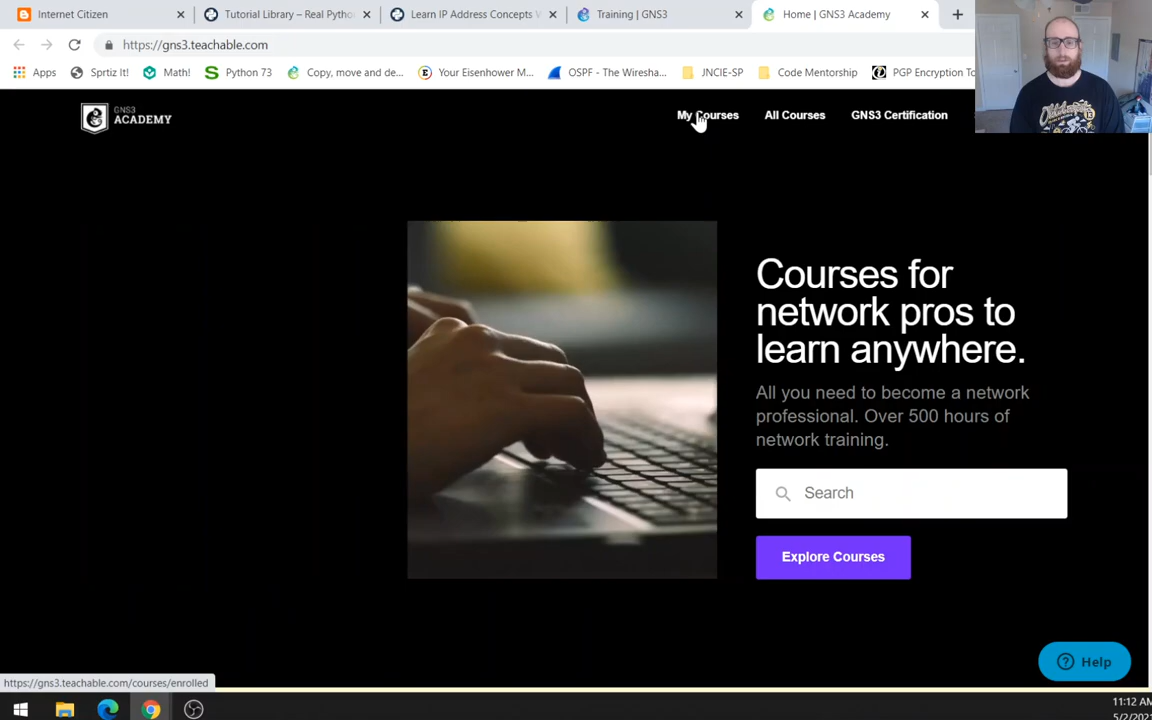 Internet Citizen
Tutorial Library – Real Pytho
Learn IP Address Concepts V
Training | GNS3
Home | GNS3 Academy
https://gns3.teachable.com
Apps
Sprtiz It!
Math!
Python 73
Copy, move and de...
Your Eisenhower M...
OSPF - The Wiresha...
JNCIE-SP
Code Mentorship
PGP Encryption To
GNS3
ACADEMY
My Courses
All Courses
GNS3 Certification
Courses for
network pros to
learn anywhere.
All you need to become a network
professional. Over 500 hours of
network training.
Search
Explore Courses
Help
https://gns3.teachable.com/courses/enrolled
11:12 AM
5/2/202